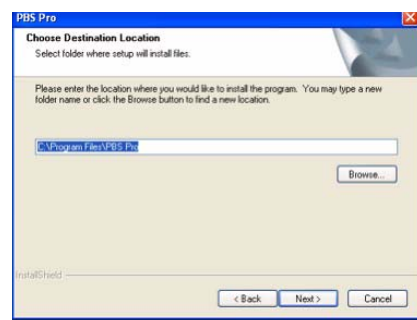 PBS Pro
Choose Destination Location
Select folder where setup will install files.
Please enter the location where you would like to install the program. You may type a new
folder name or click the Browse button to find a new location.
C:\Program Files\PBS Pro
Browse...
InstallShield
< Back Next > Cancel